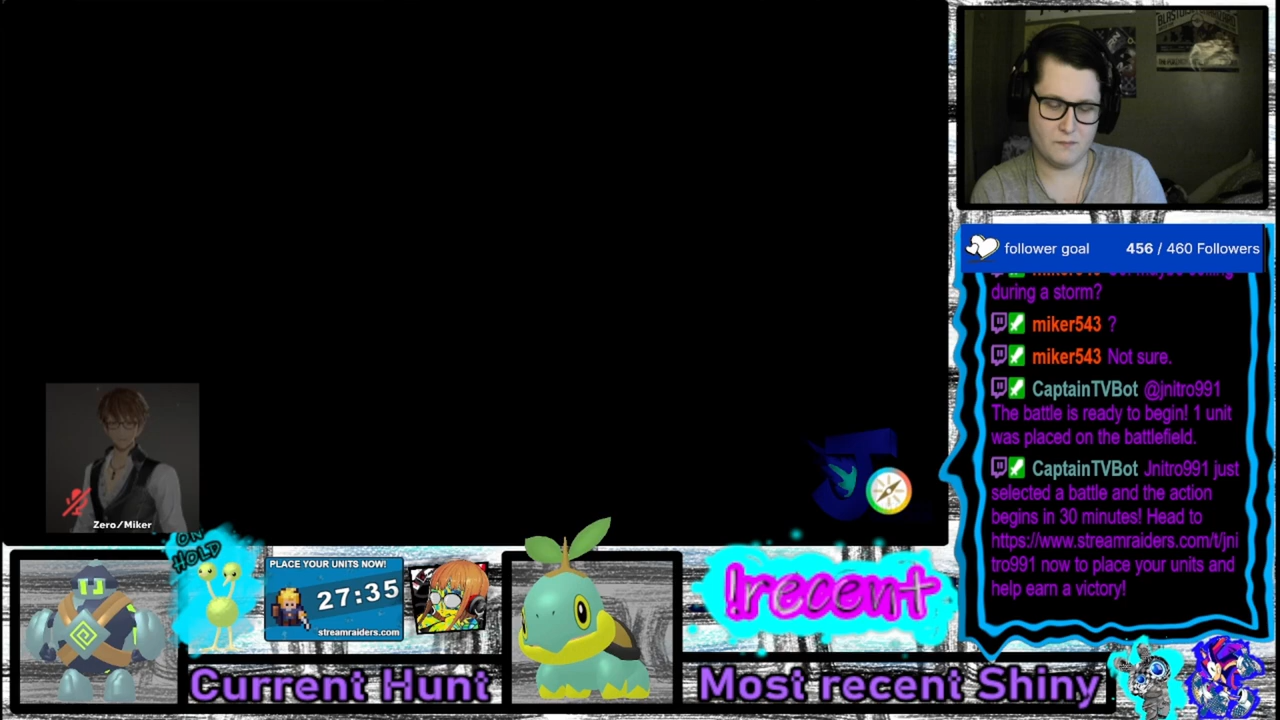 follower goal 456 / 460 Followers
during a storm?
miker543 ?
miker543 Not sure.
CaptainTVBot @jnitro991
The battle is ready to begin! 1 unit
was placed on the battlefield.
CaptainTVBot Jnitro991 just
selected a battle and the action
begins in 30 minutes! Head to
https://www.streamraiders.com/t/jni
tro991 now to place your units and
help earn a victory!
Zero/Miker
ON
HOLD
PLACE YOUR UNITS NOW!
27:35
streamraiders.com
!recent
Current Hunt
Most recent Shiny